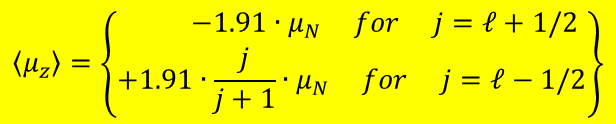 −1.91 · μ_N for j = ℓ + 1/2
⟨μ_z⟩ = {
+1.91 · j/(j + 1) · μ_N for j = ℓ − 1/2 }